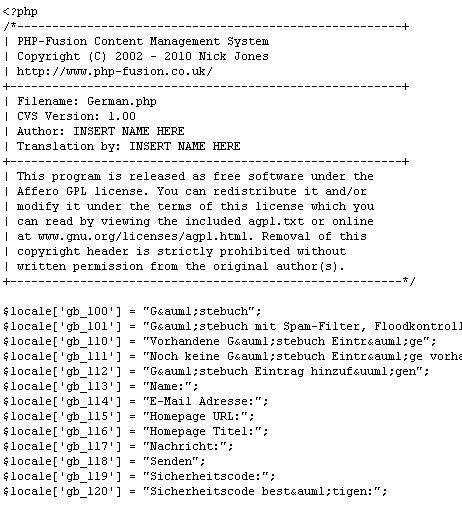 <?php
/*---------------------------------------------------------+
| PHP-Fusion Content Management System
| Copyright (C) 2002 - 2010 Nick Jones
| http://www.php-fusion.co.uk/
+----------------------------------------------------------+
| Filename: German.php
| CVS Version: 1.00
| Author: INSERT NAME HERE
| Translation by: INSERT NAME HERE
+----------------------------------------------------------+
| This program is released as free software under the
| Affero GPL license. You can redistribute it and/or
| modify it under the terms of this license which you
| can read by viewing the included agpl.txt or online
| at www.gnu.org/licenses/agpl.html. Removal of this
| copyright header is strictly prohibited without
| written permission from the original author(s).
+---------------------------------------------------------*/
$locale['gb_100'] = "G&auml;stebuch";
$locale['gb_101'] = "G&auml;stebuch mit Spam-Filter, Floodkontroll
$locale['gb_110'] = "Vorhandene G&auml;stebuch Eintr&auml;ge";
$locale['gb_111'] = "Noch keine G&auml;stebuch Eintr&auml;ge vorha
$locale['gb_112'] = "G&auml;stebuch Eintrag hinzuf&uuml;gen";
$locale['gb_113'] = "Name:";
$locale['gb_114'] = "E-Mail Adresse:";
$locale['gb_115'] = "Homepage URL:";
$locale['gb_116'] = "Homepage Titel:";
$locale['gb_117'] = "Nachricht:";
$locale['gb_118'] = "Senden";
$locale['gb_119'] = "Sicherheitscode:";
$locale['gb_120'] = "Sicherheitscode best&auml;tigen:";